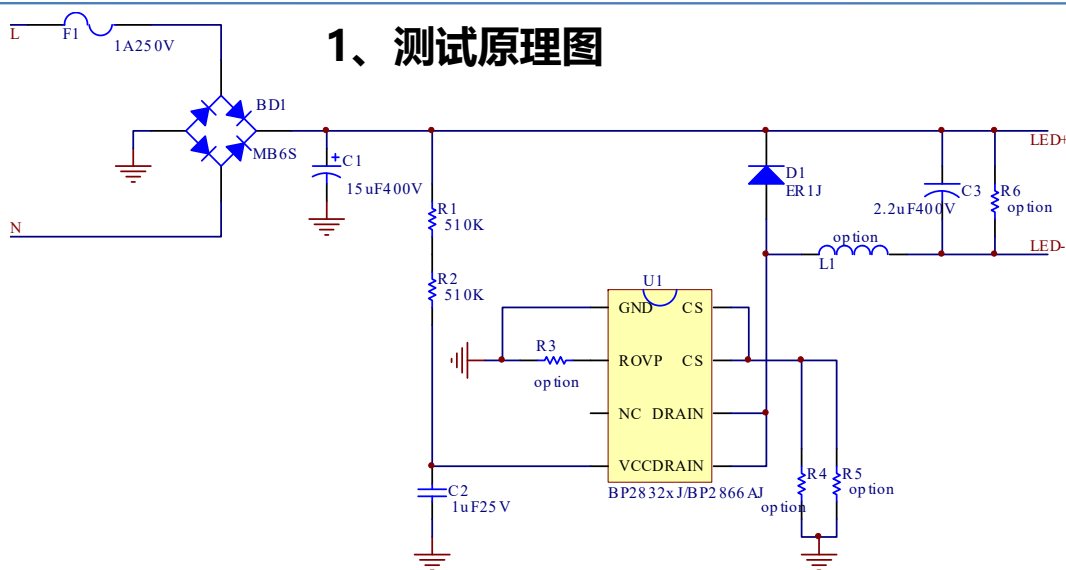 1、测试原理图
L
F1
1A250V
BD1
MB6S
N
C1
15uF400V
R1
510K
R2
510K
D1
ER1J
C3
2.2uF400V
R6
option
LED+
LED-
option
L1
U1
GND CS
ROVP CS
NC DRAIN
VCCDRAIN
BP2832xJ/BP2866AJ
R3
option
R4
option
R5
option
C2
1uF25V